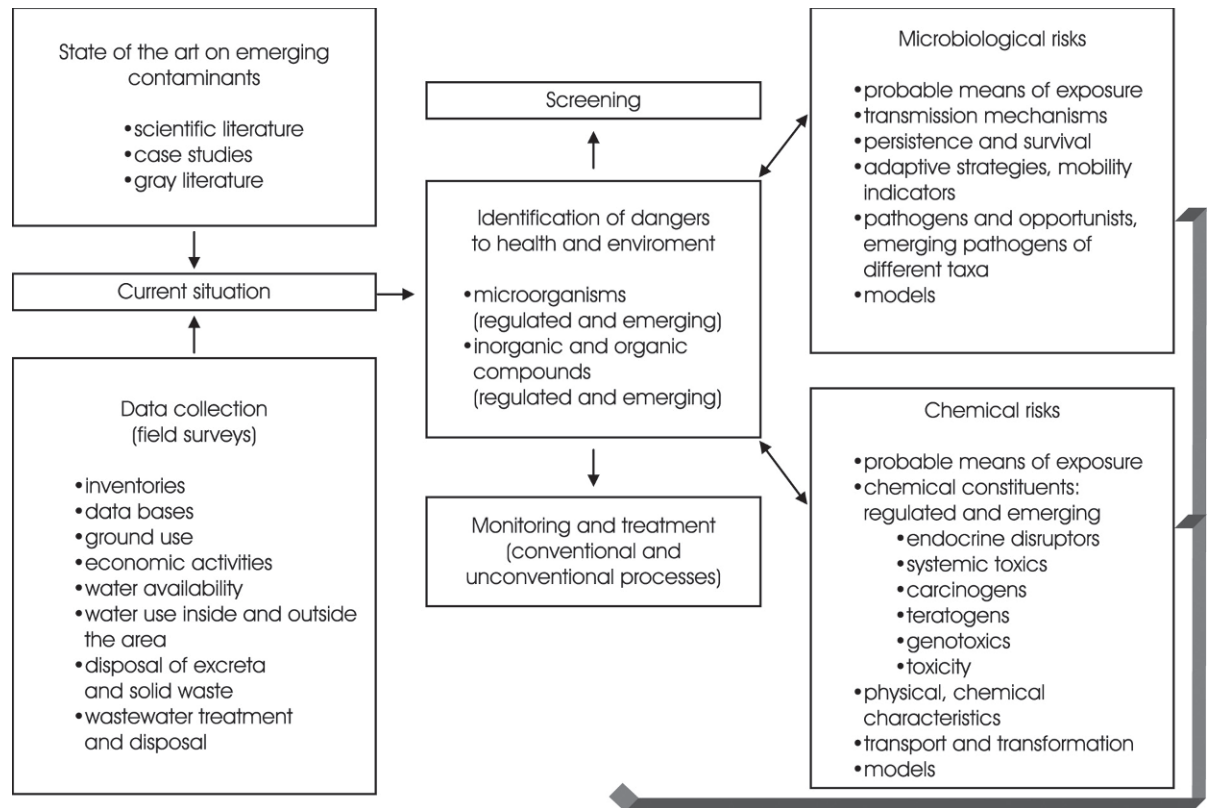 State of the art on emerging
contaminants
•scientific literature
•case studies
•gray literature
Current situation
Data collection
(field surveys)
•inventories
•data bases
•ground use
•economic activities
•water availability
•water use inside and outside
the area
•disposal of excreta
and solid waste
•wastewater treatment
and disposal
Screening
Identification of dangers
to health and enviroment
•microorganisms
(regulated and emerging)
•inorganic and organic
compounds
(regulated and emerging)
Monitoring and treatment
(conventional and
unconventional processes)
Microbiological risks
•probable means of exposure
•transmission mechanisms
•persistence and survival
•adaptive strategies, mobility
indicators
•pathogens and opportunists,
emerging pathogens of
different taxa
•models
Chemical risks
•probable means of exposure
•chemical constituents:
regulated and emerging
•endocrine disruptors
•systemic toxics
•carcinogens
•teratogens
•genotoxics
•toxicity
•physical, chemical
characteristics
•transport and transformation
•models